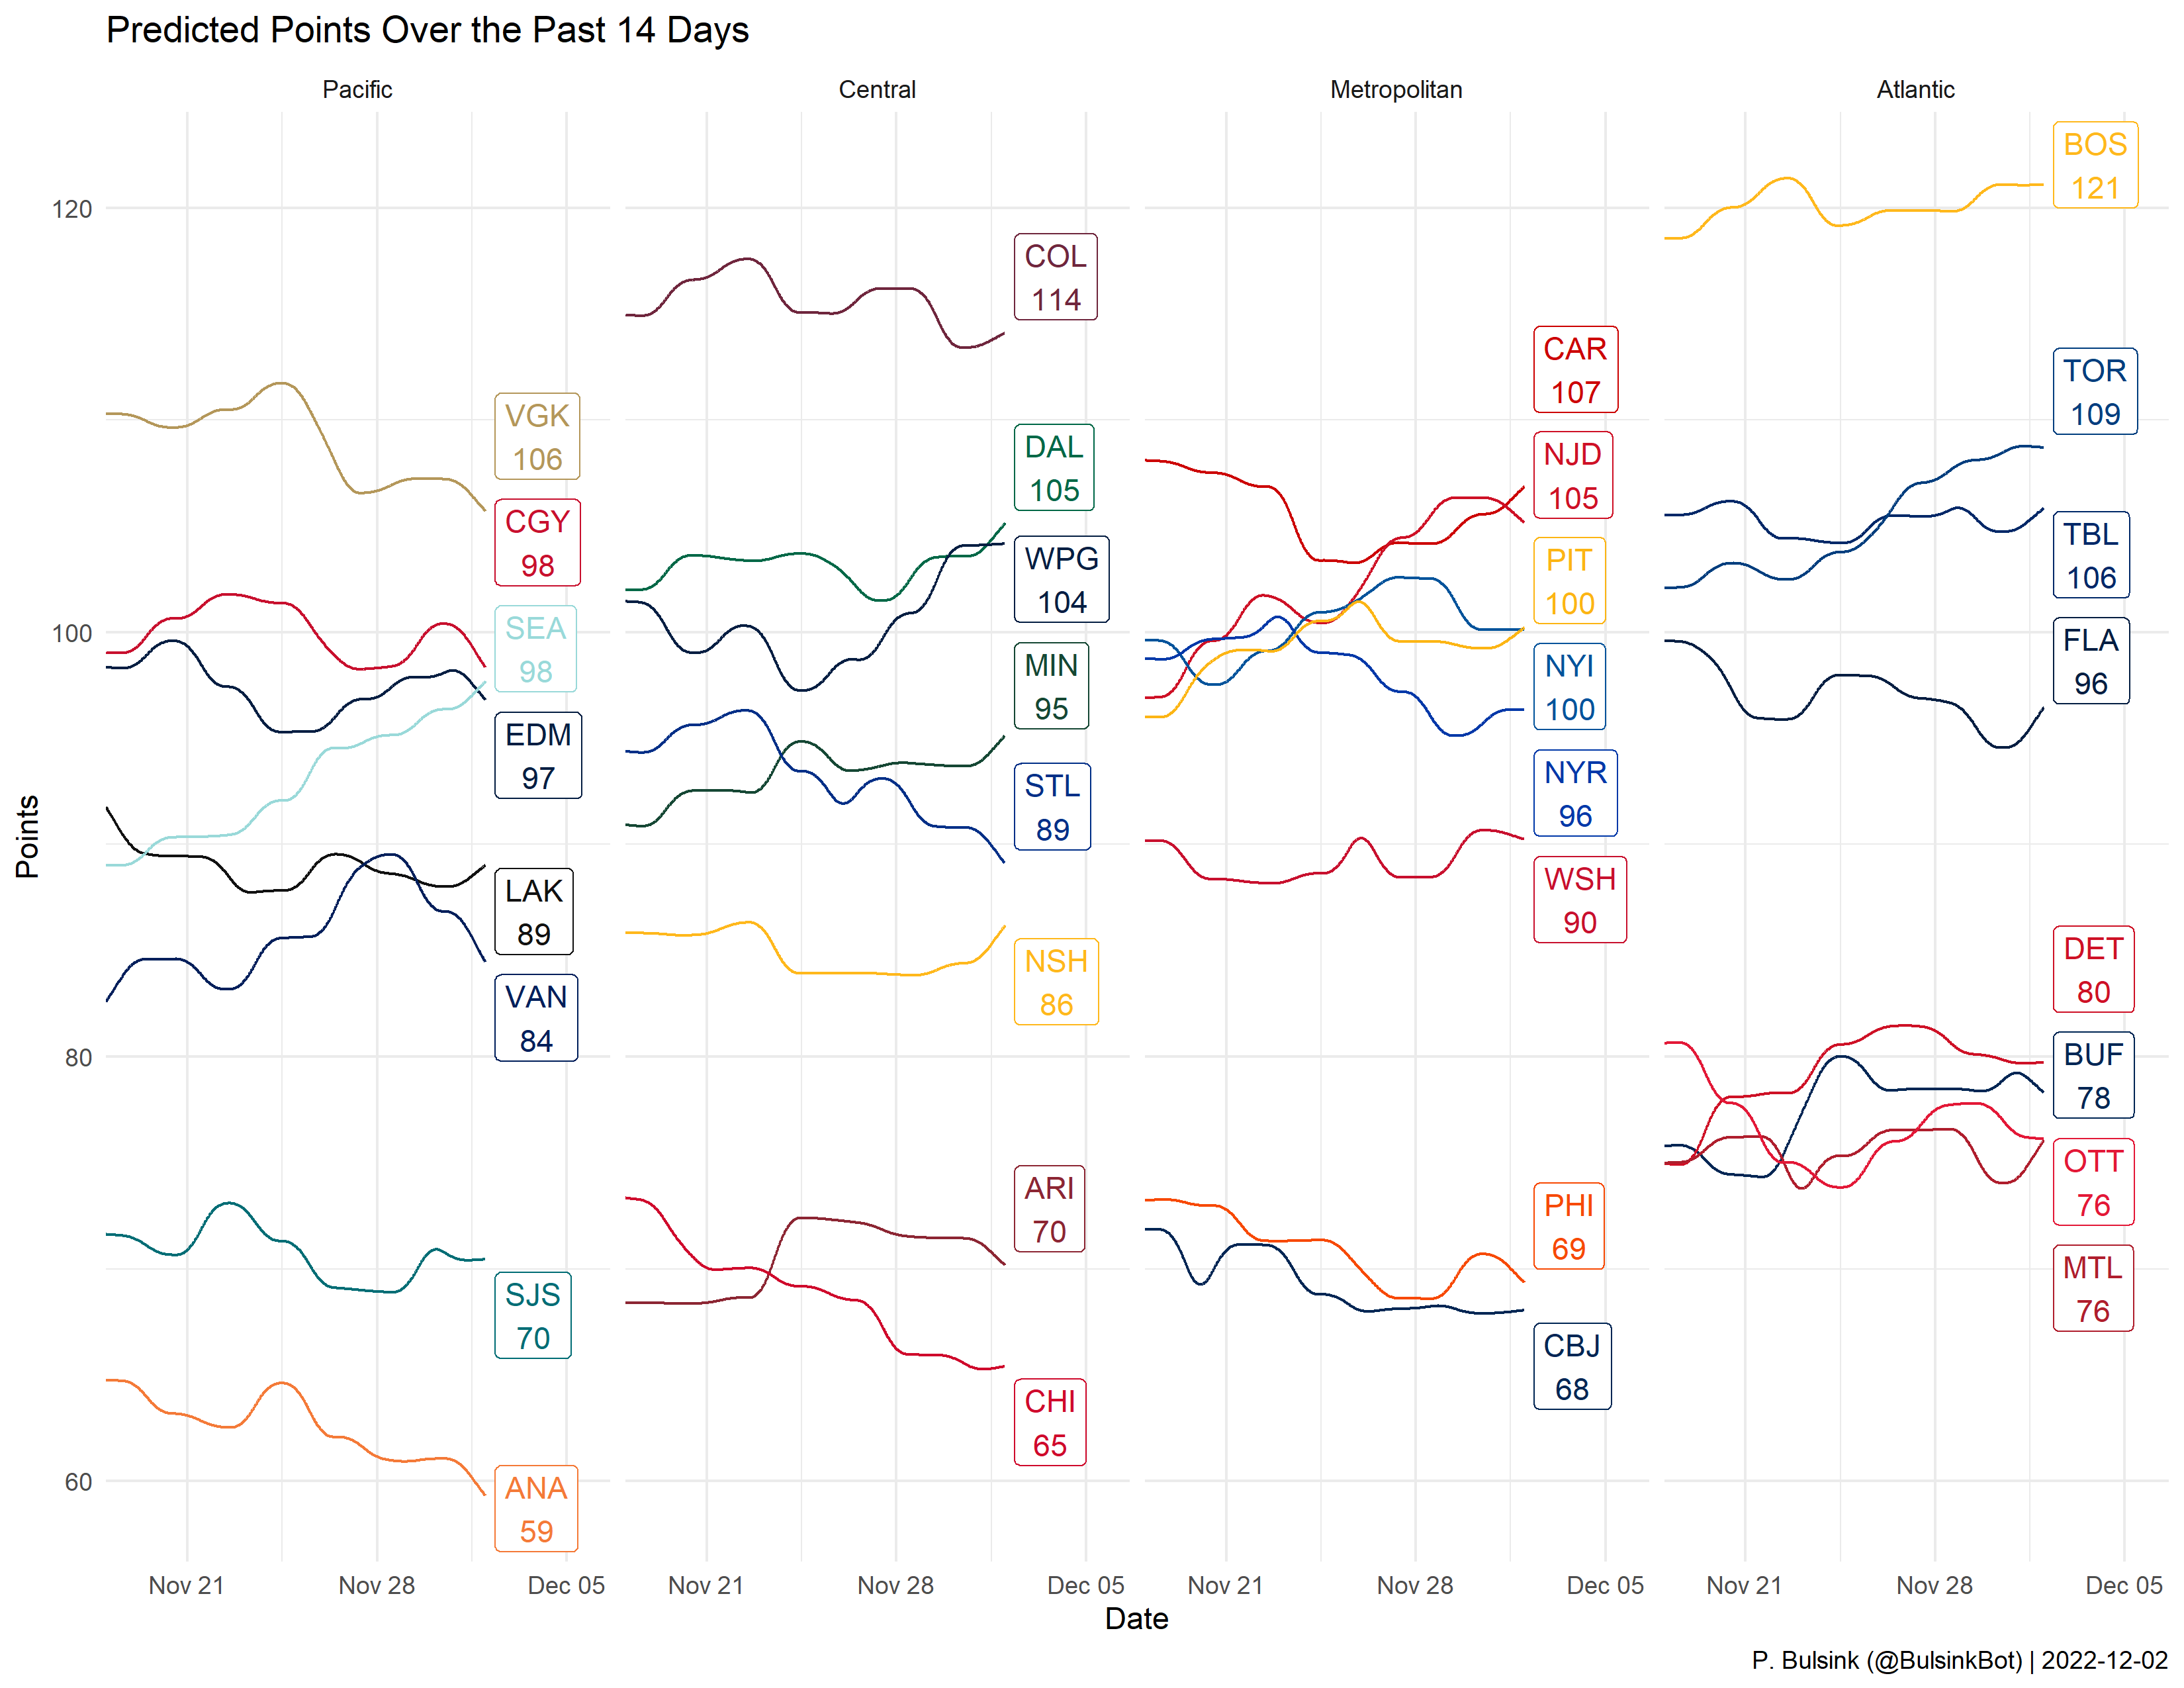 Predicted Points Over the Past 14 Days
Pacific
Central
Metropolitan
Atlantic
Points
120
100
80
60
VGK
106
CGY
98
SEA
98
EDM
97
LAK
89
VAN
84
SJS
70
ANA
59
COL
114
DAL
105
WPG
104
MIN
95
STL
89
NSH
86
ARI
70
CHI
65
CAR
107
NJD
105
PIT
100
NYI
100
NYR
96
WSH
90
PHI
69
CBJ
68
BOS
121
TOR
109
TBL
106
FLA
96
DET
80
BUF
78
OTT
76
MTL
76
Nov 21
Nov 28
Dec 05
Nov 21
Nov 28
Dec 05
Nov 21
Nov 28
Dec 05
Nov 21
Nov 28
Dec 05
Date
P. Bulsink (@BulsinkBot) | 2022-12-02